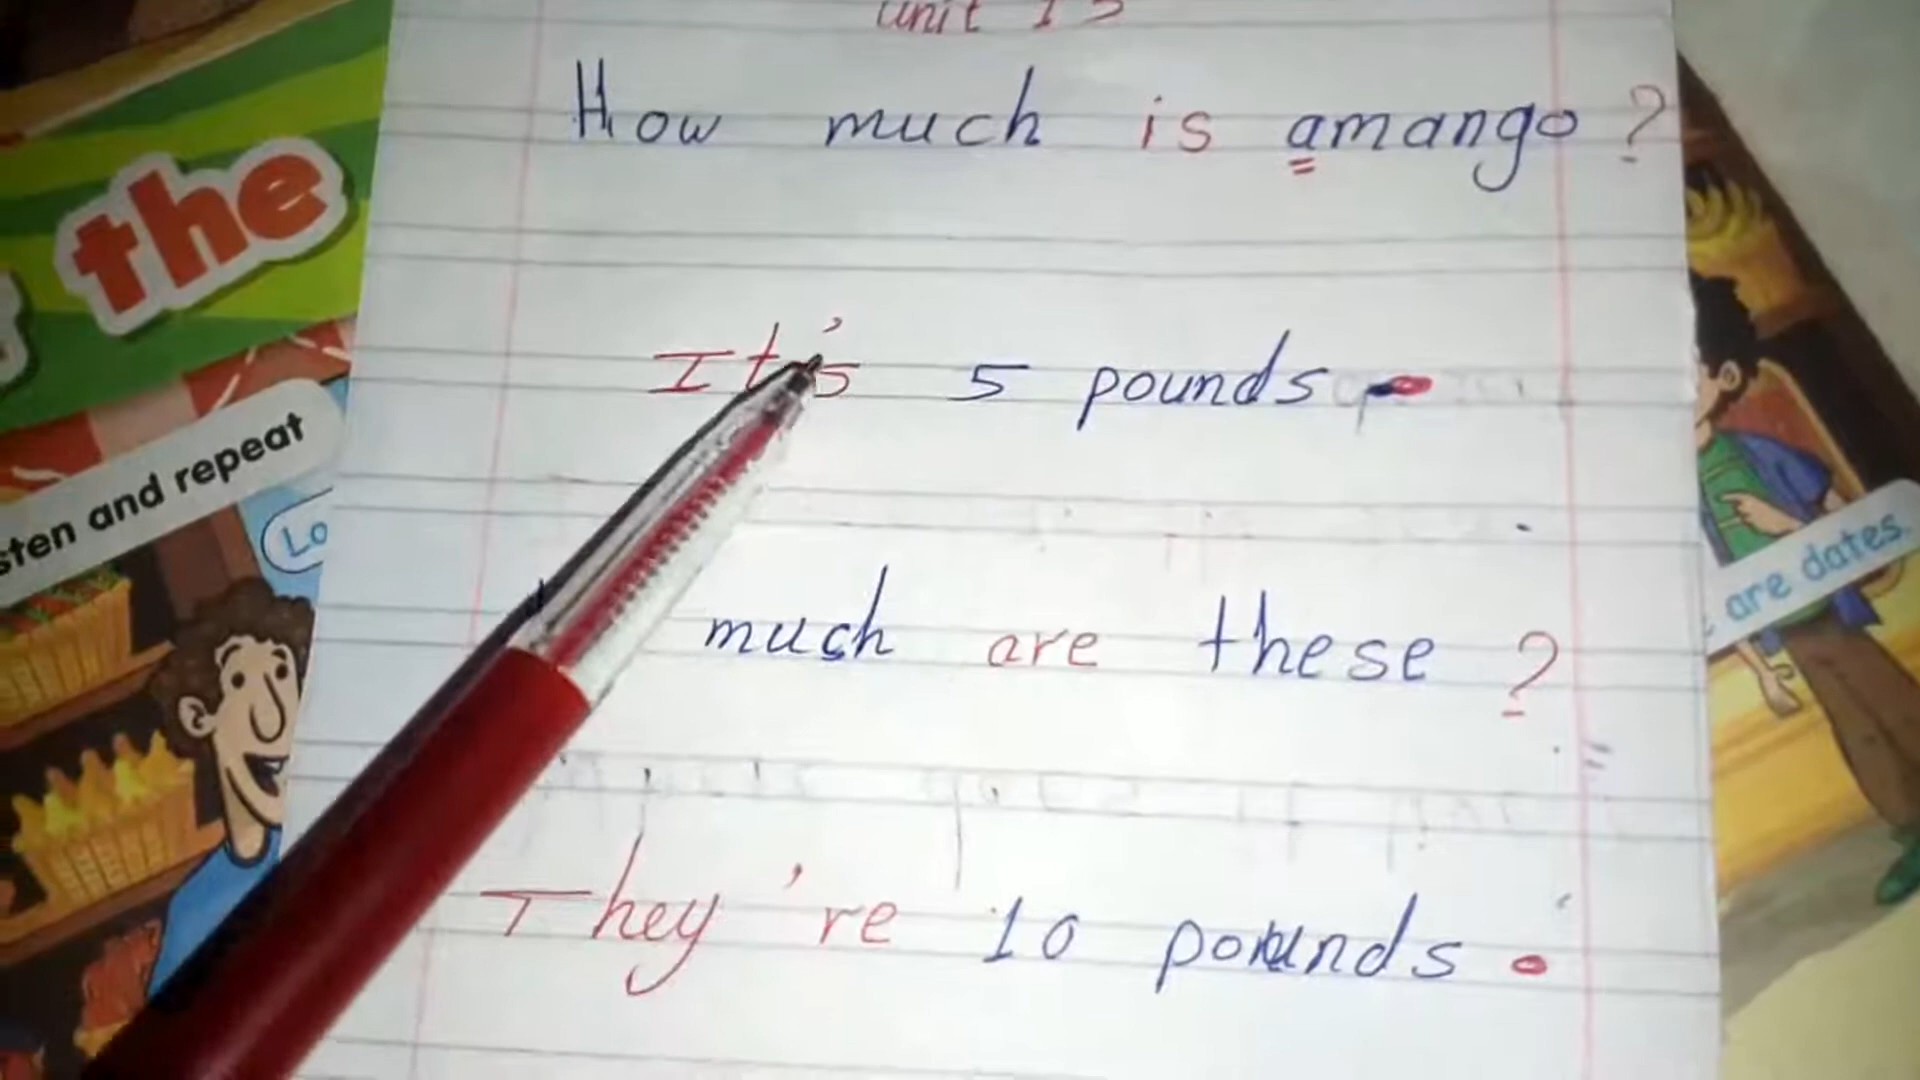 unit 13
How much is amango?
It's 5 pounds.
much are these?
They're 10 pounds.
the
sten and repeat
Lo
are dates.